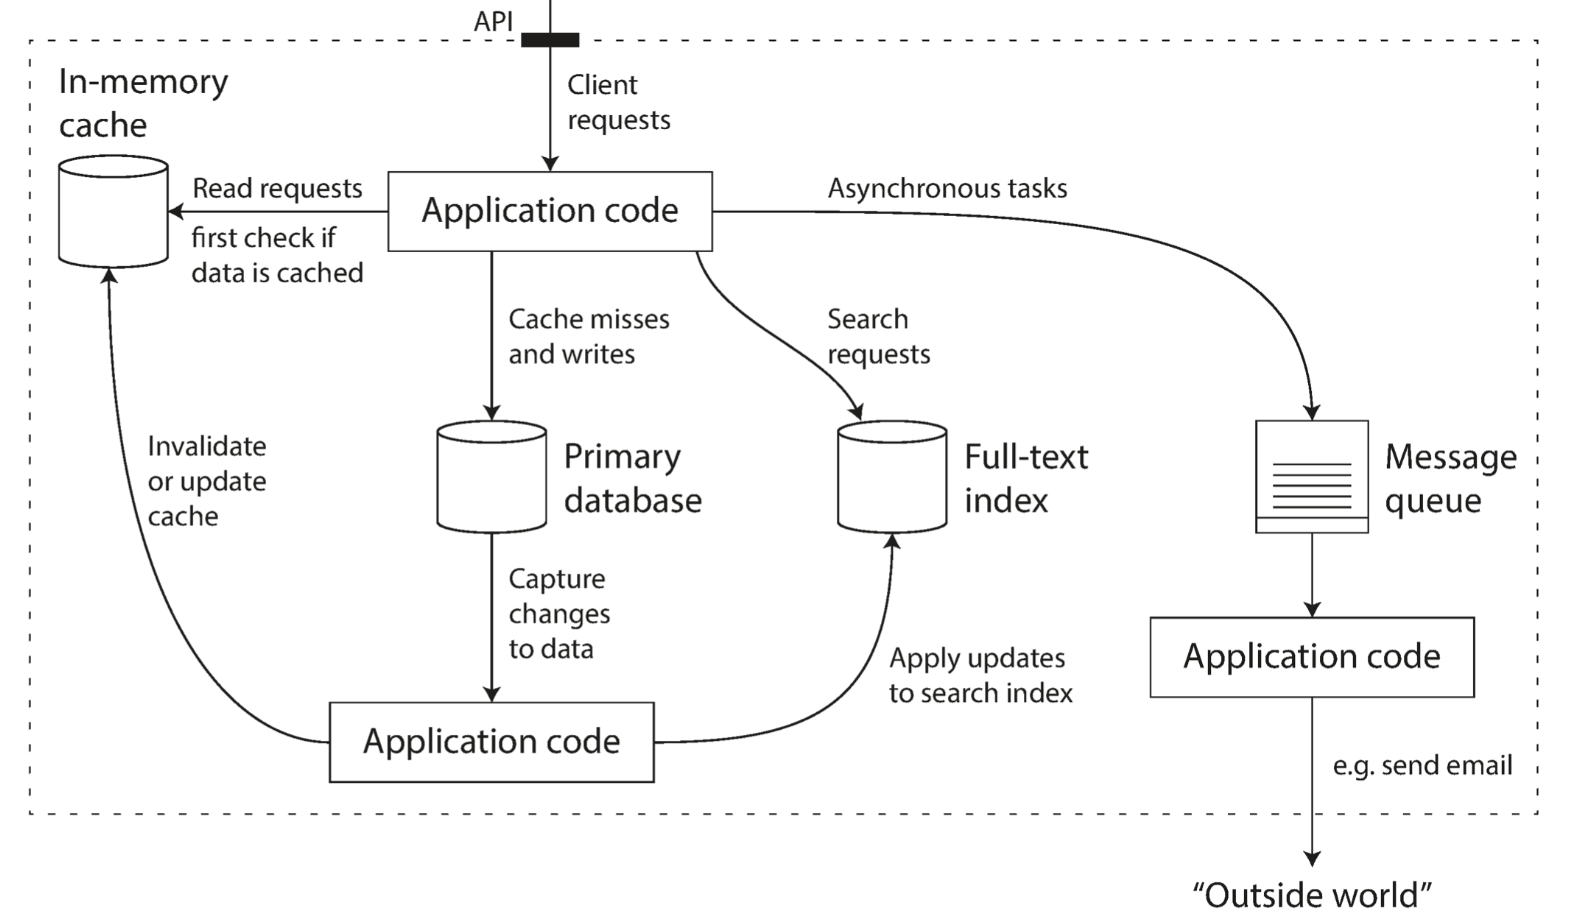 API
Client
requests
In-memory
cache
Read requests
first check if
data is cached
Application code
Asynchronous tasks
Cache misses
and writes
Search
requests
Invalidate
or update
cache
Primary
database
Full-text
index
Message
queue
Capture
changes
to data
Apply updates
to search index
Application code
Application code
e.g. send email
“Outside world”